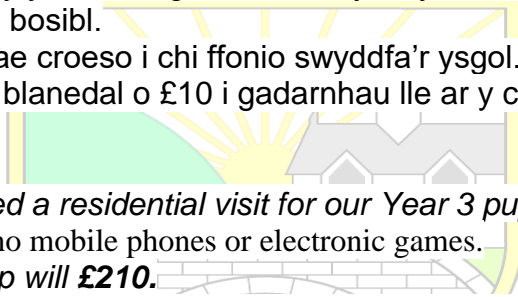 bosibl.
ae croeso i chi ffonio swyddfa'r ysgol.
blanedal o £10 i gadarnhau lle ar y c
ed a residential visit for our Year 3 pu
no mobile phones or electronic games.
p will £210.